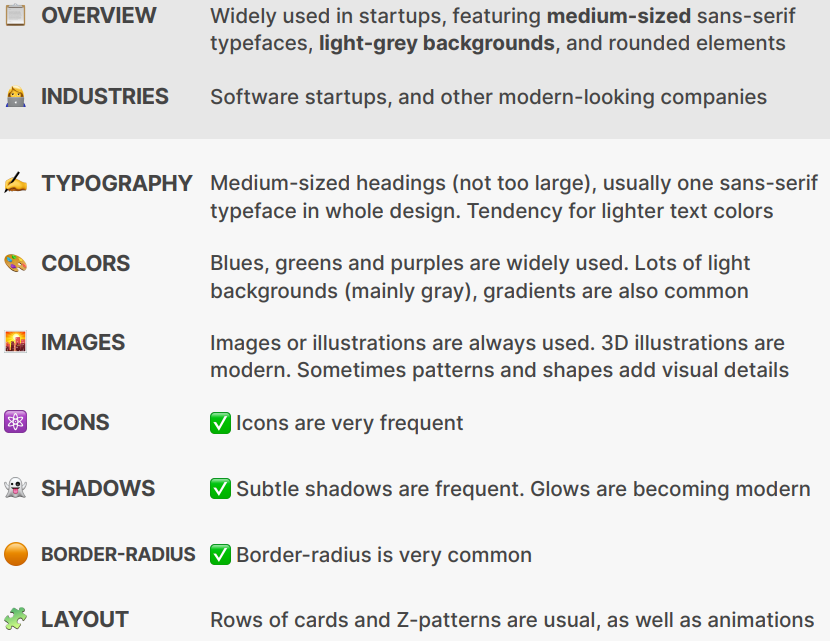 OVERVIEW Widely used in startups, featuring medium-sized sans-serif
typefaces, light-grey backgrounds, and rounded elements
INDUSTRIES Software startups, and other modern-looking companies
TYPOGRAPHY Medium-sized headings (not too large), usually one sans-serif
typeface in whole design. Tendency for lighter text colors
COLORS Blues, greens and purples are widely used. Lots of light
backgrounds (mainly gray), gradients are also common
IMAGES Images or illustrations are always used. 3D illustrations are
modern. Sometimes patterns and shapes add visual details
ICONS ✅ Icons are very frequent
SHADOWS ✅ Subtle shadows are frequent. Glows are becoming modern
BORDER-RADIUS ✅ Border-radius is very common
LAYOUT Rows of cards and Z-patterns are usual, as well as animations